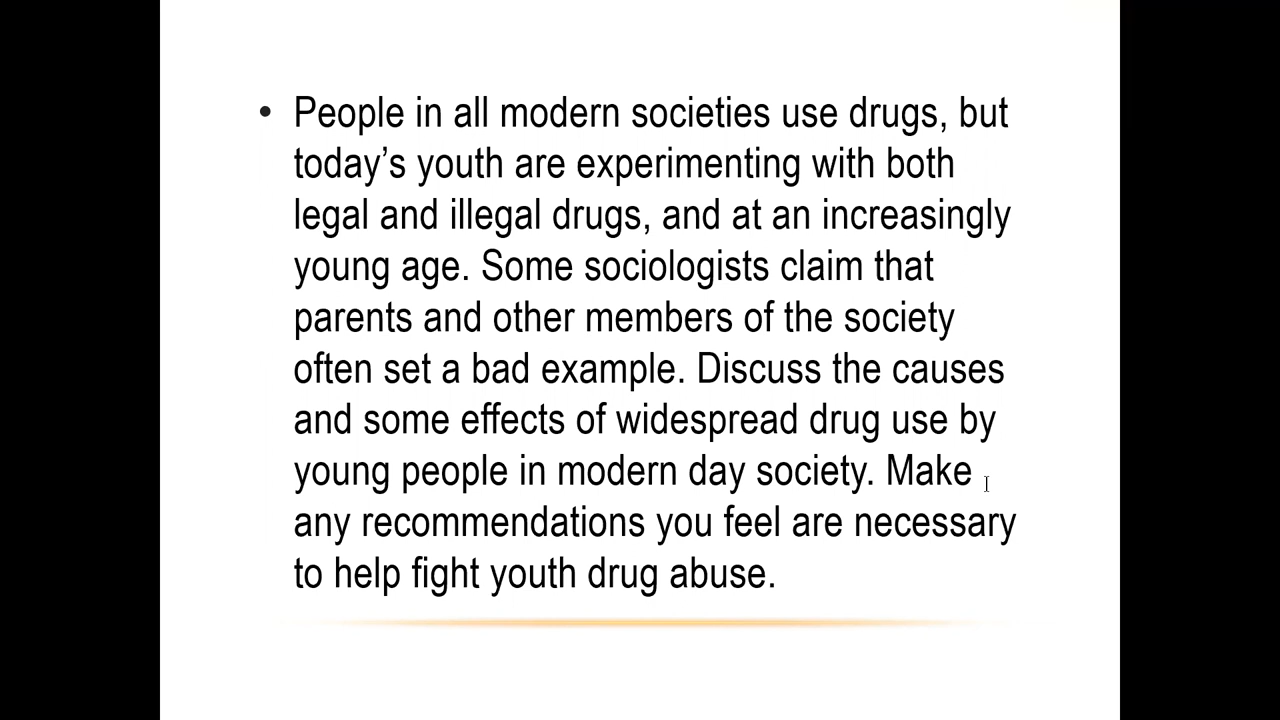 • People in all modern societies use drugs, but
today’s youth are experimenting with both
legal and illegal drugs, and at an increasingly
young age. Some sociologists claim that
parents and other members of the society
often set a bad example. Discuss the causes
and some effects of widespread drug use by
young people in modern day society. Make
any recommendations you feel are necessary
to help fight youth drug abuse.